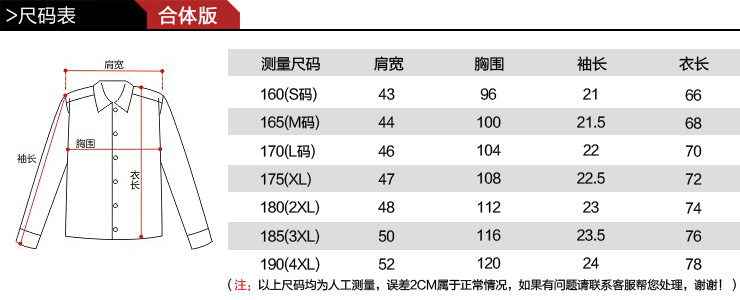 >尺码表 合体版
肩宽
胸围
袖长
衣长
测量尺码 肩宽 胸围 袖长 衣长
160(S码) 43 96 21 66
165(M码) 44 100 21.5 68
170(L码) 46 104 22 70
175(XL) 47 108 22.5 72
180(2XL) 48 112 23 74
185(3XL) 50 116 23.5 76
190(4XL) 52 120 24 78
(注:以上尺码均为人工测量,误差2CM属于正常情况,如果有问题请联系客服帮您处理,谢谢!)